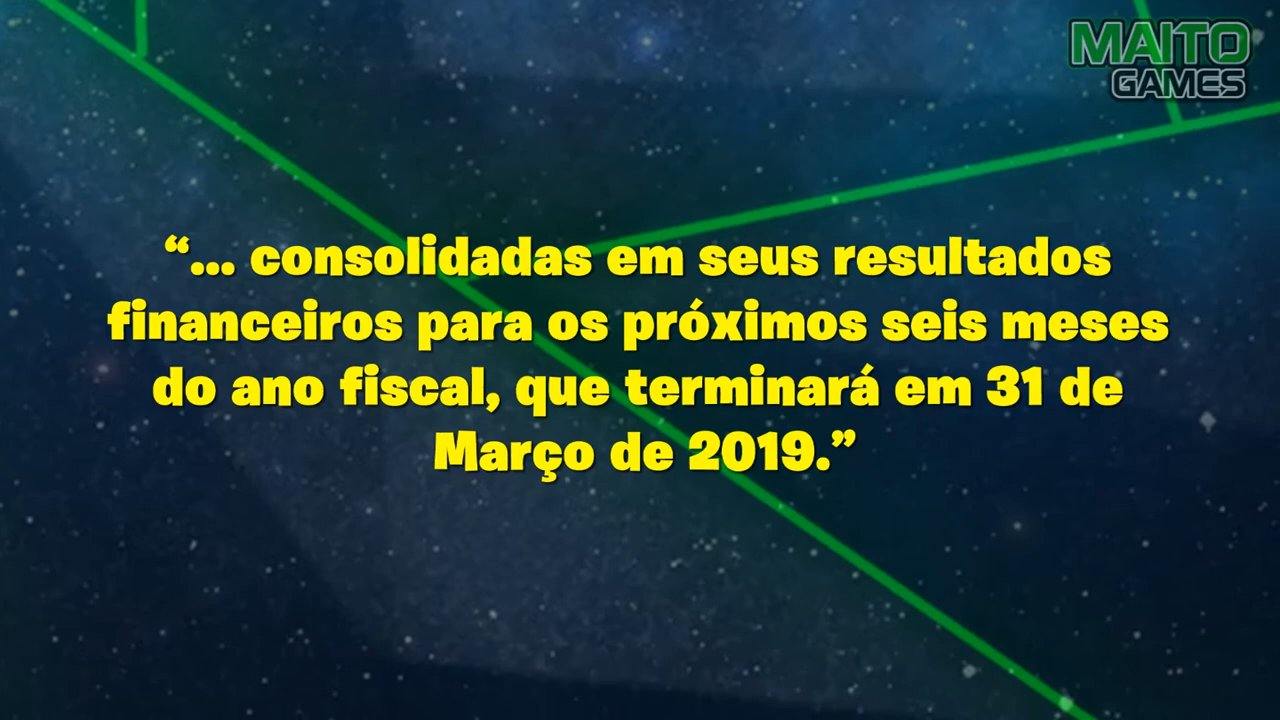 MAITO
GAMES
“... consolidadas em seus resultados
financeiros para os próximos seis meses
do ano fiscal, que terminará em 31 de
Março de 2019.”